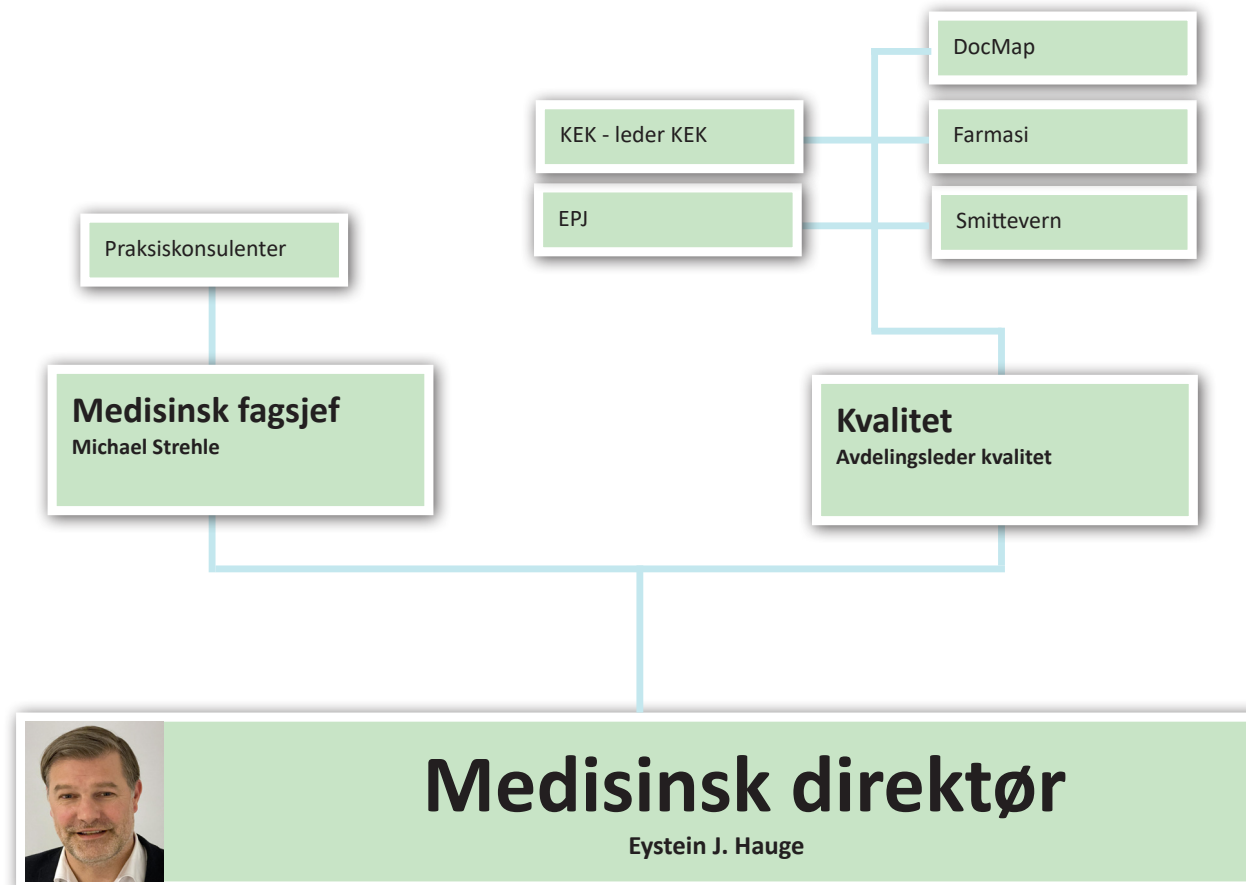 DocMap
KEK - leder KEK
Farmasi
EPJ
Smittevern
Praksiskonsulenter
Medisinsk fagsjef
Michael Strehle
Kvalitet
Avdelingsleder kvalitet
Medisinsk direktør
Eystein J. Hauge